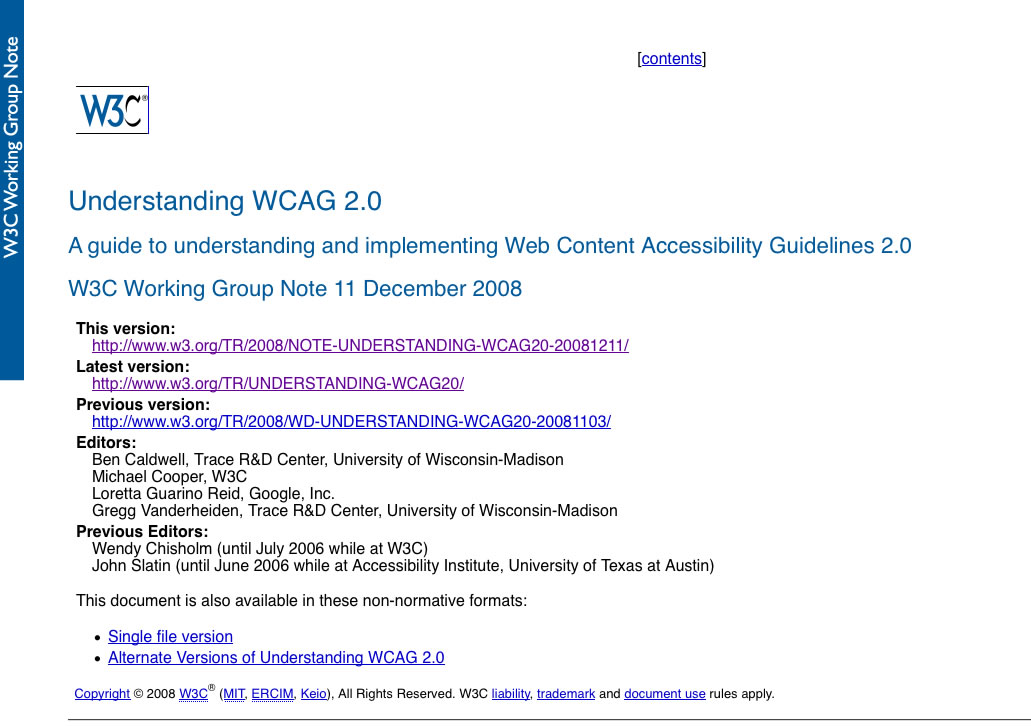 W3C Working Group Note
[contents]
W3C®
Understanding WCAG 2.0
A guide to understanding and implementing Web Content Accessibility Guidelines 2.0
W3C Working Group Note 11 December 2008
This version:
http://www.w3.org/TR/2008/NOTE-UNDERSTANDING-WCAG20-20081211/
Latest version:
http://www.w3.org/TR/UNDERSTANDING-WCAG20/
Previous version:
http://www.w3.org/TR/2008/WD-UNDERSTANDING-WCAG20-20081103/
Editors:
Ben Caldwell, Trace R&D Center, University of Wisconsin-Madison
Michael Cooper, W3C
Loretta Guarino Reid, Google, Inc.
Gregg Vanderheiden, Trace R&D Center, University of Wisconsin-Madison
Previous Editors:
Wendy Chisholm (until July 2006 while at W3C)
John Slatin (until June 2006 while at Accessibility Institute, University of Texas at Austin)
This document is also available in these non-normative formats:
• Single file version
• Alternate Versions of Understanding WCAG 2.0
Copyright © 2008 W3C® (MIT, ERCIM, Keio), All Rights Reserved. W3C liability, trademark and document use rules apply.